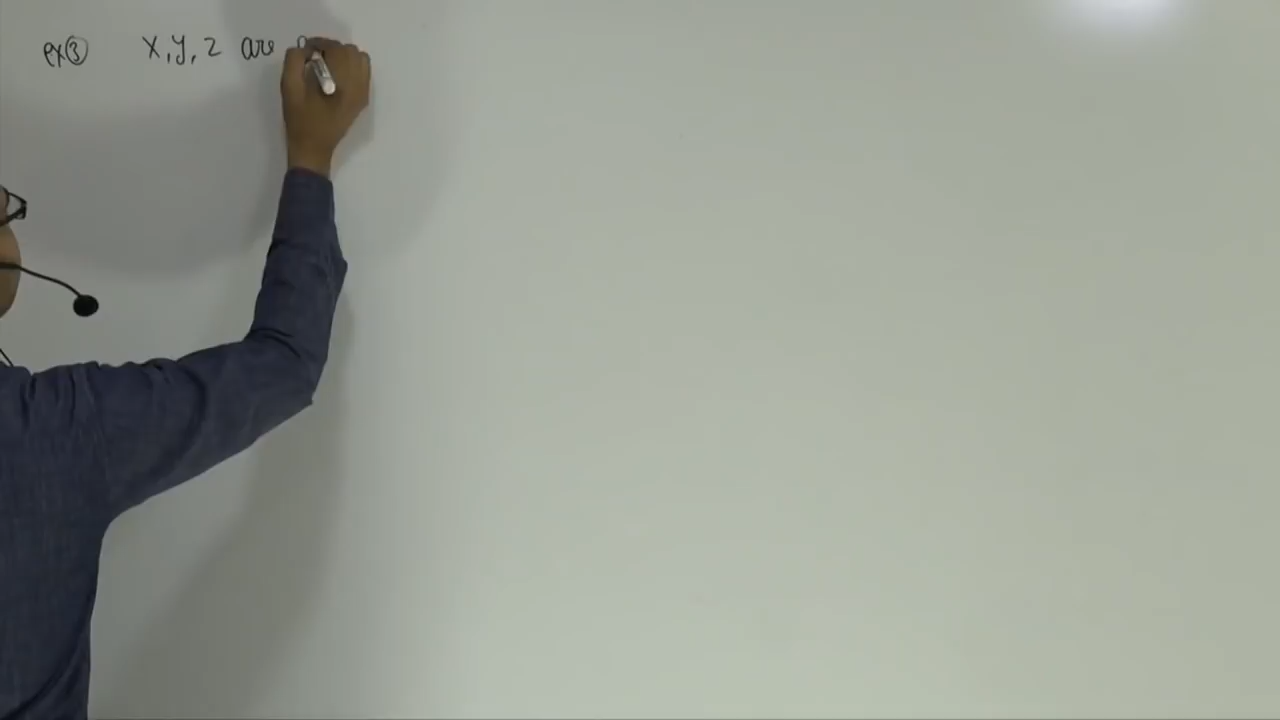 ex③ x, y, z are